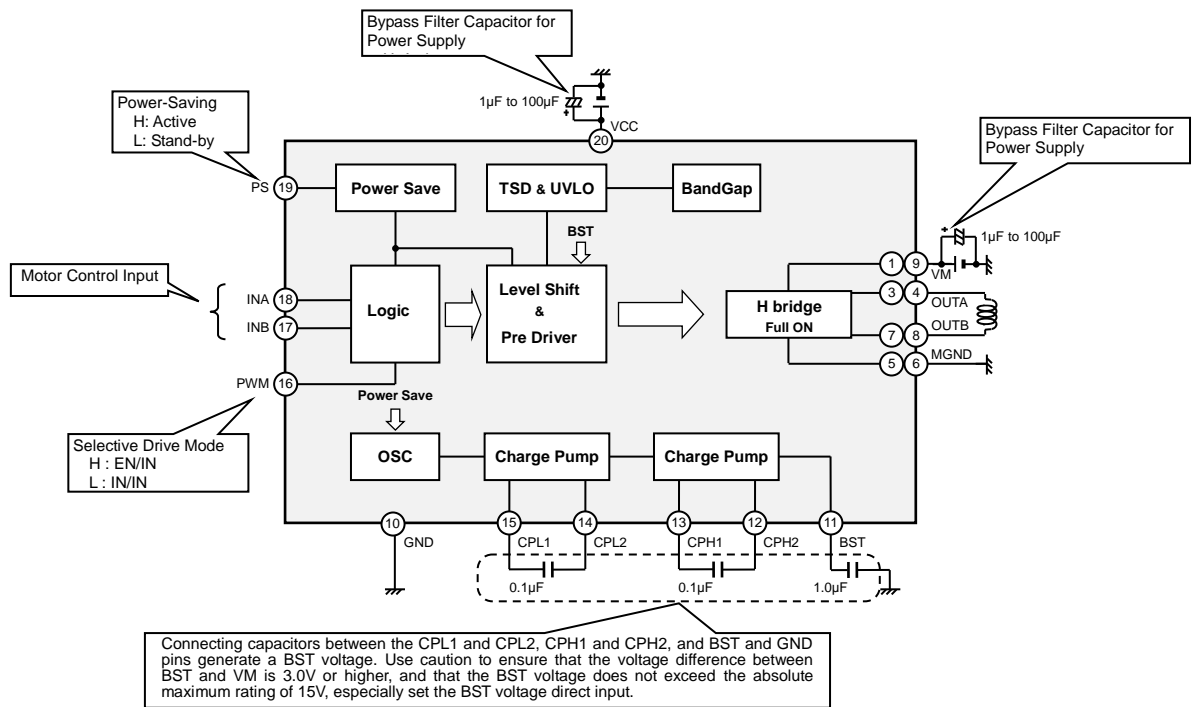 Bypass Filter Capacitor for
Power Supply
1µF to 100µF
+
VCC
20
Power-Saving
H: Active
L: Stand-by
Bypass Filter Capacitor for
Power Supply
PS 19
Power Save
TSD & UVLO
BandGap
+
1µF to 100µF
BST
1 9
VM
Motor Control Input
INA 18
INB 17
Logic
Level Shift
&
Pre Driver
H bridge
Full ON
3 4
OUTA
OUTB
7 8
MGND
5 6
PWM 16
Power Save
Selective Drive Mode
H : EN/IN
L : IN/IN
OSC
Charge Pump
Charge Pump
10 15 14 13 12 11
GND CPL1 CPL2 CPH1 CPH2 BST
0.1µF 0.1µF 1.0µF
Connecting capacitors between the CPL1 and CPL2, CPH1 and CPH2, and BST and GND
pins generate a BST voltage. Use caution to ensure that the voltage difference between
BST and VM is 3.0V or higher, and that the BST voltage does not exceed the absolute
maximum rating of 15V, especially set the BST voltage direct input.